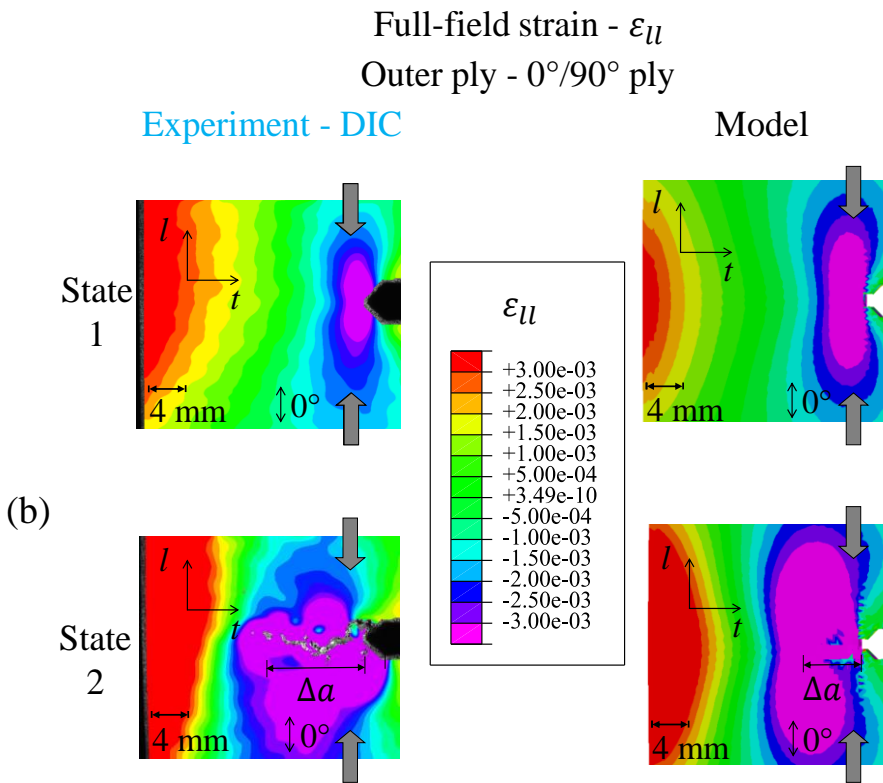 Full-field strain - εₗₗ
Outer ply - 0°/90° ply
Experiment - DIC
Model
State
1
l
t
4 mm
0°
εₗₗ
+3.00e-03
+2.50e-03
+2.00e-03
+1.50e-03
+1.00e-03
+5.00e-04
+3.49e-10
-5.00e-04
-1.00e-03
-1.50e-03
-2.00e-03
-2.50e-03
-3.00e-03
l
t
4 mm
0°
(b)
State
2
l
t
Δa
4 mm
0°
l
t
Δa
4 mm
0°